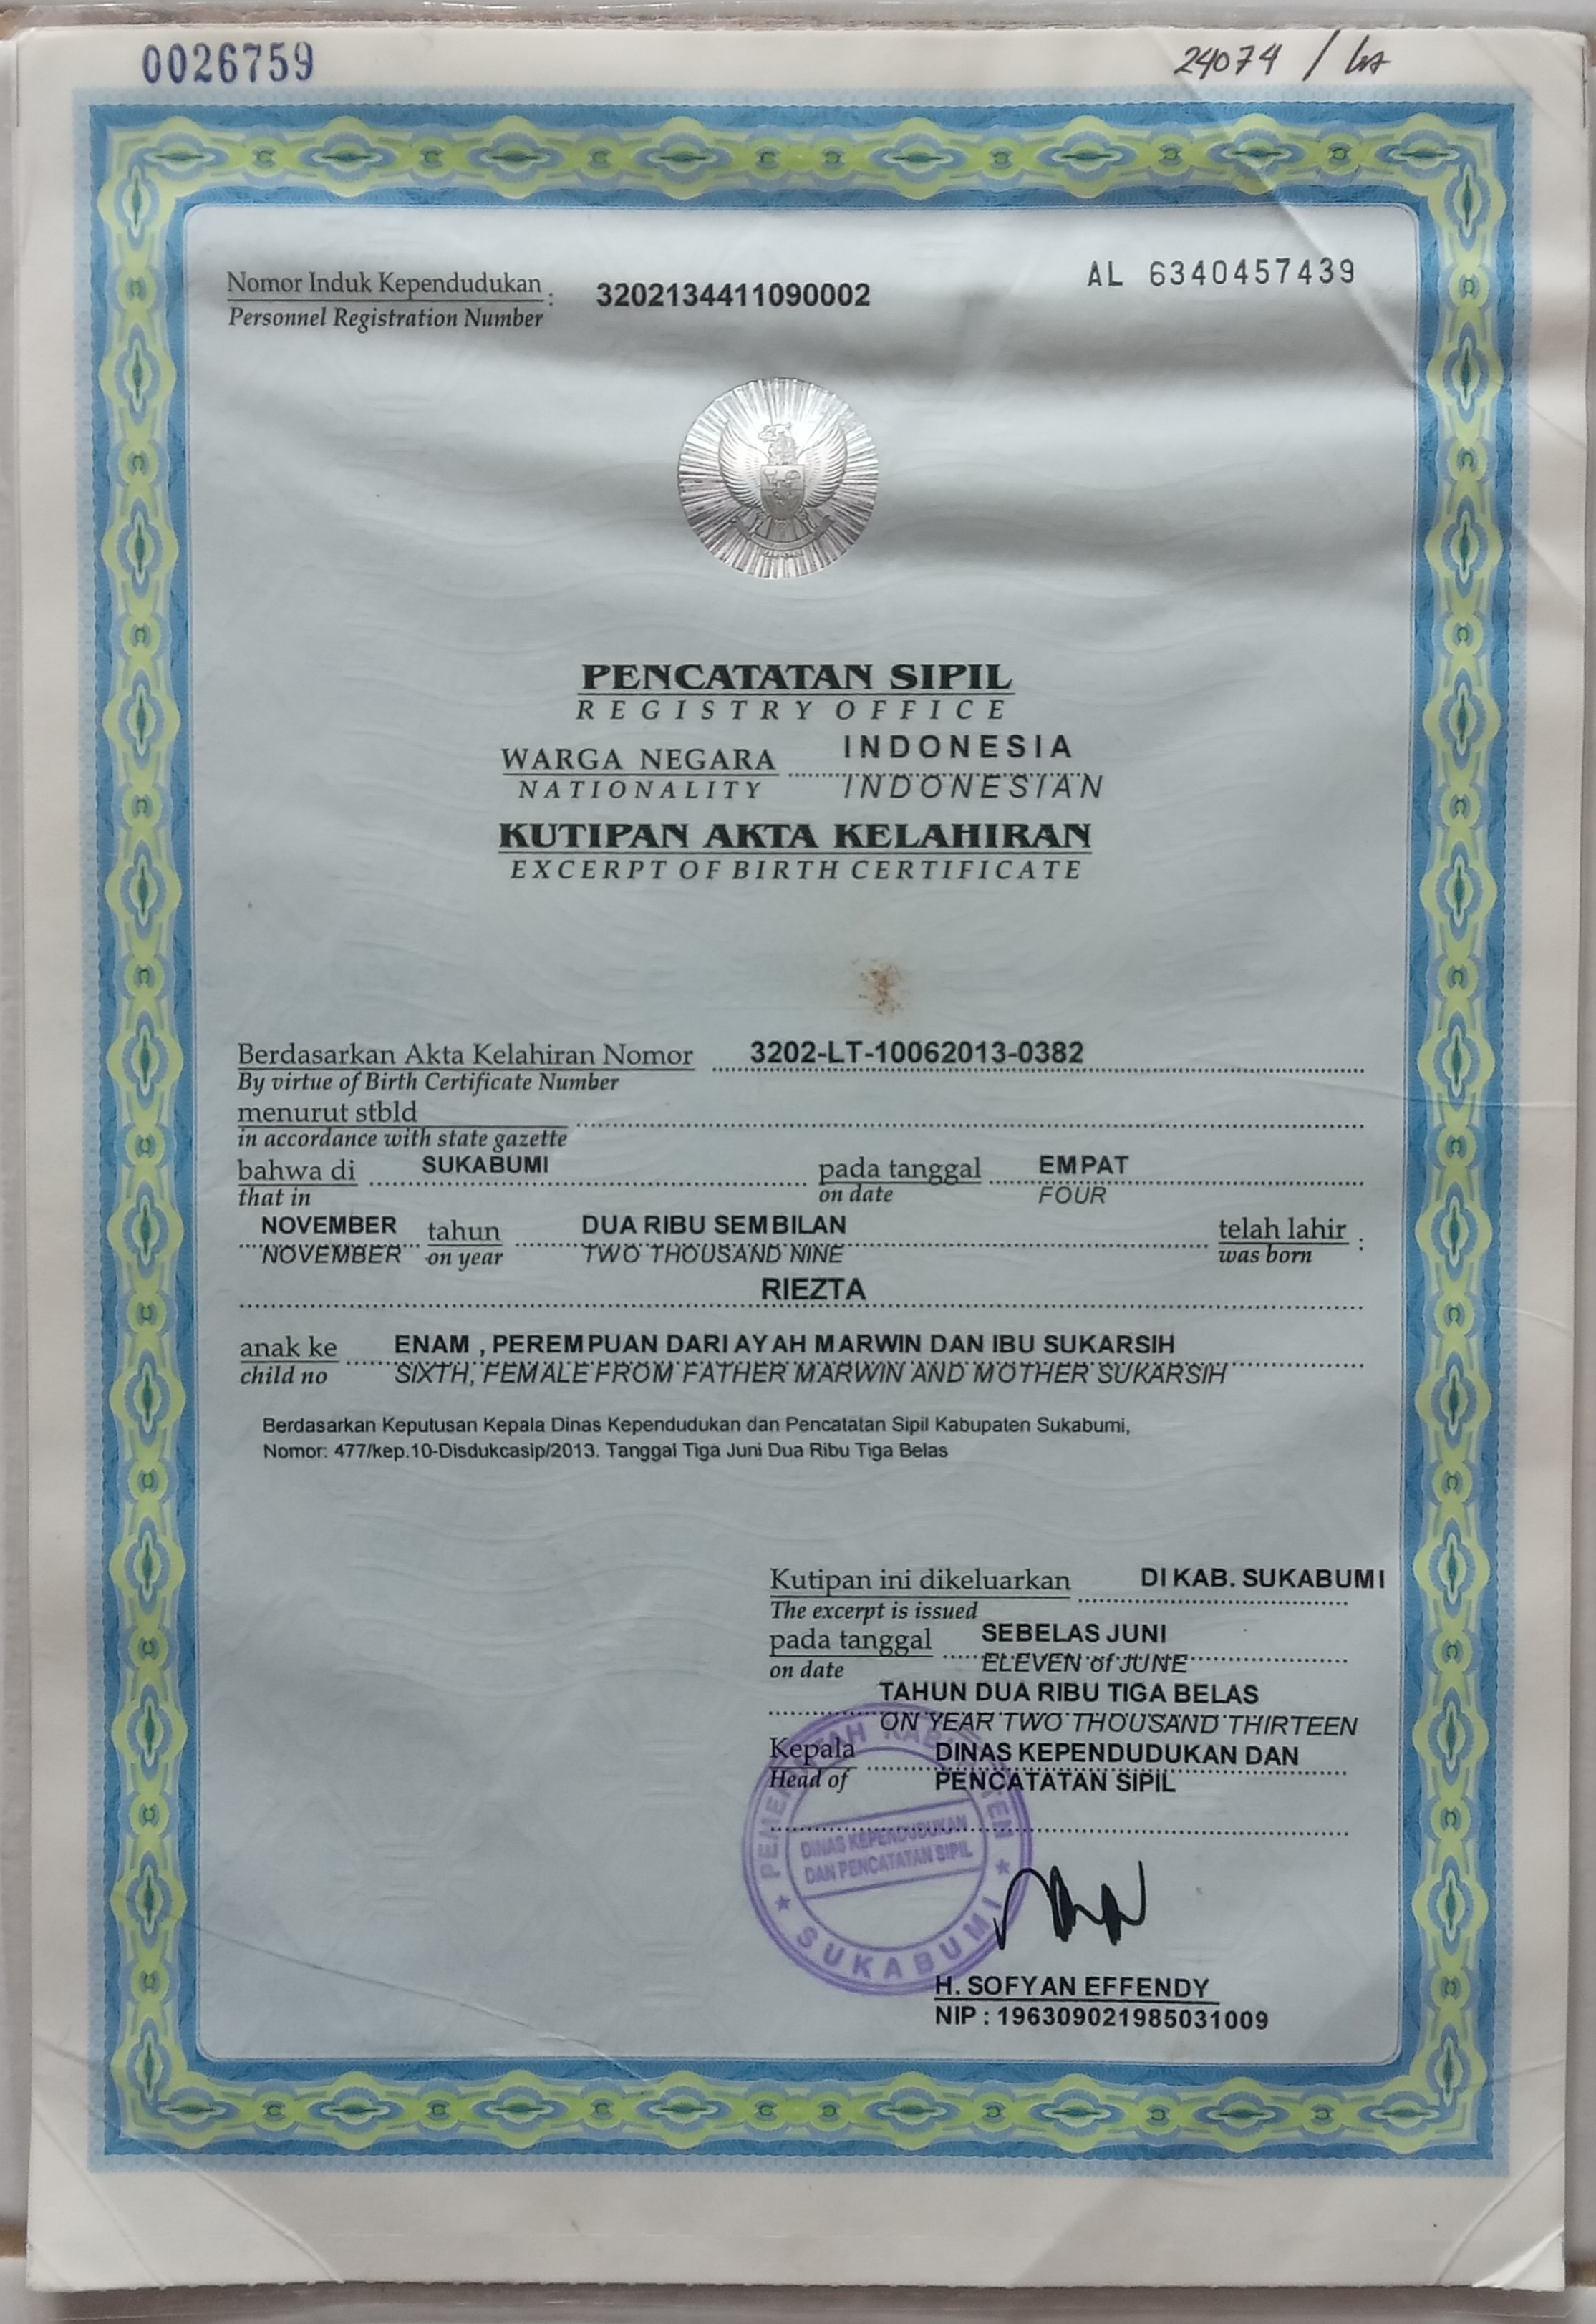 0026759
24074 /
Nomor Induk Kependudukan : 3202134411090002
Personnel Registration Number
AL 6340457439
PENCATATAN SIPIL
REGISTRY OFFICE
WARGA NEGARA INDONESIA
NATIONALITY INDONESIAN
KUTIPAN AKTA KELAHIRAN
EXCERPT OF BIRTH CERTIFICATE
Berdasarkan Akta Kelahiran Nomor 3202-LT-10062013-0382
By virtue of Birth Certificate Number
menurut stbld
in accordance with state gazette
bahwa di SUKABUMI pada tanggal EMPAT
that in on date FOUR
NOVEMBER tahun DUA RIBU SEMBILAN telah lahir :
NOVEMBER on year TWO THOUSAND NINE was born
RIEZTA
anak ke ENAM , PEREMPUAN DARI AYAH MARWIN DAN IBU SUKARSIH
child no SIXTH, FEMALE FROM FATHER MARWIN AND MOTHER SUKARSIH
Berdasarkan Keputusan Kepala Dinas Kependudukan dan Pencatatan Sipil Kabupaten Sukabumi,
Nomor: 477/kep.10-Disdukcasip/2013. Tanggal Tiga Juni Dua Ribu Tiga Belas
Kutipan ini dikeluarkan DI KAB. SUKABUMI
The excerpt is issued
pada tanggal SEBELAS JUNI
on date ELEVEN of JUNE
TAHUN DUA RIBU TIGA BELAS
ON YEAR TWO THOUSAND THIRTEEN
Kepala DINAS KEPENDUDUKAN DAN
Head of PENCATATAN SIPIL
PEMERINTAH KABUPATEN
DINAS KEPENDUDUKAN
DAN PENCATATAN SIPIL
SUKABUMI
H. SOFYAN EFFENDY
NIP : 196309021985031009